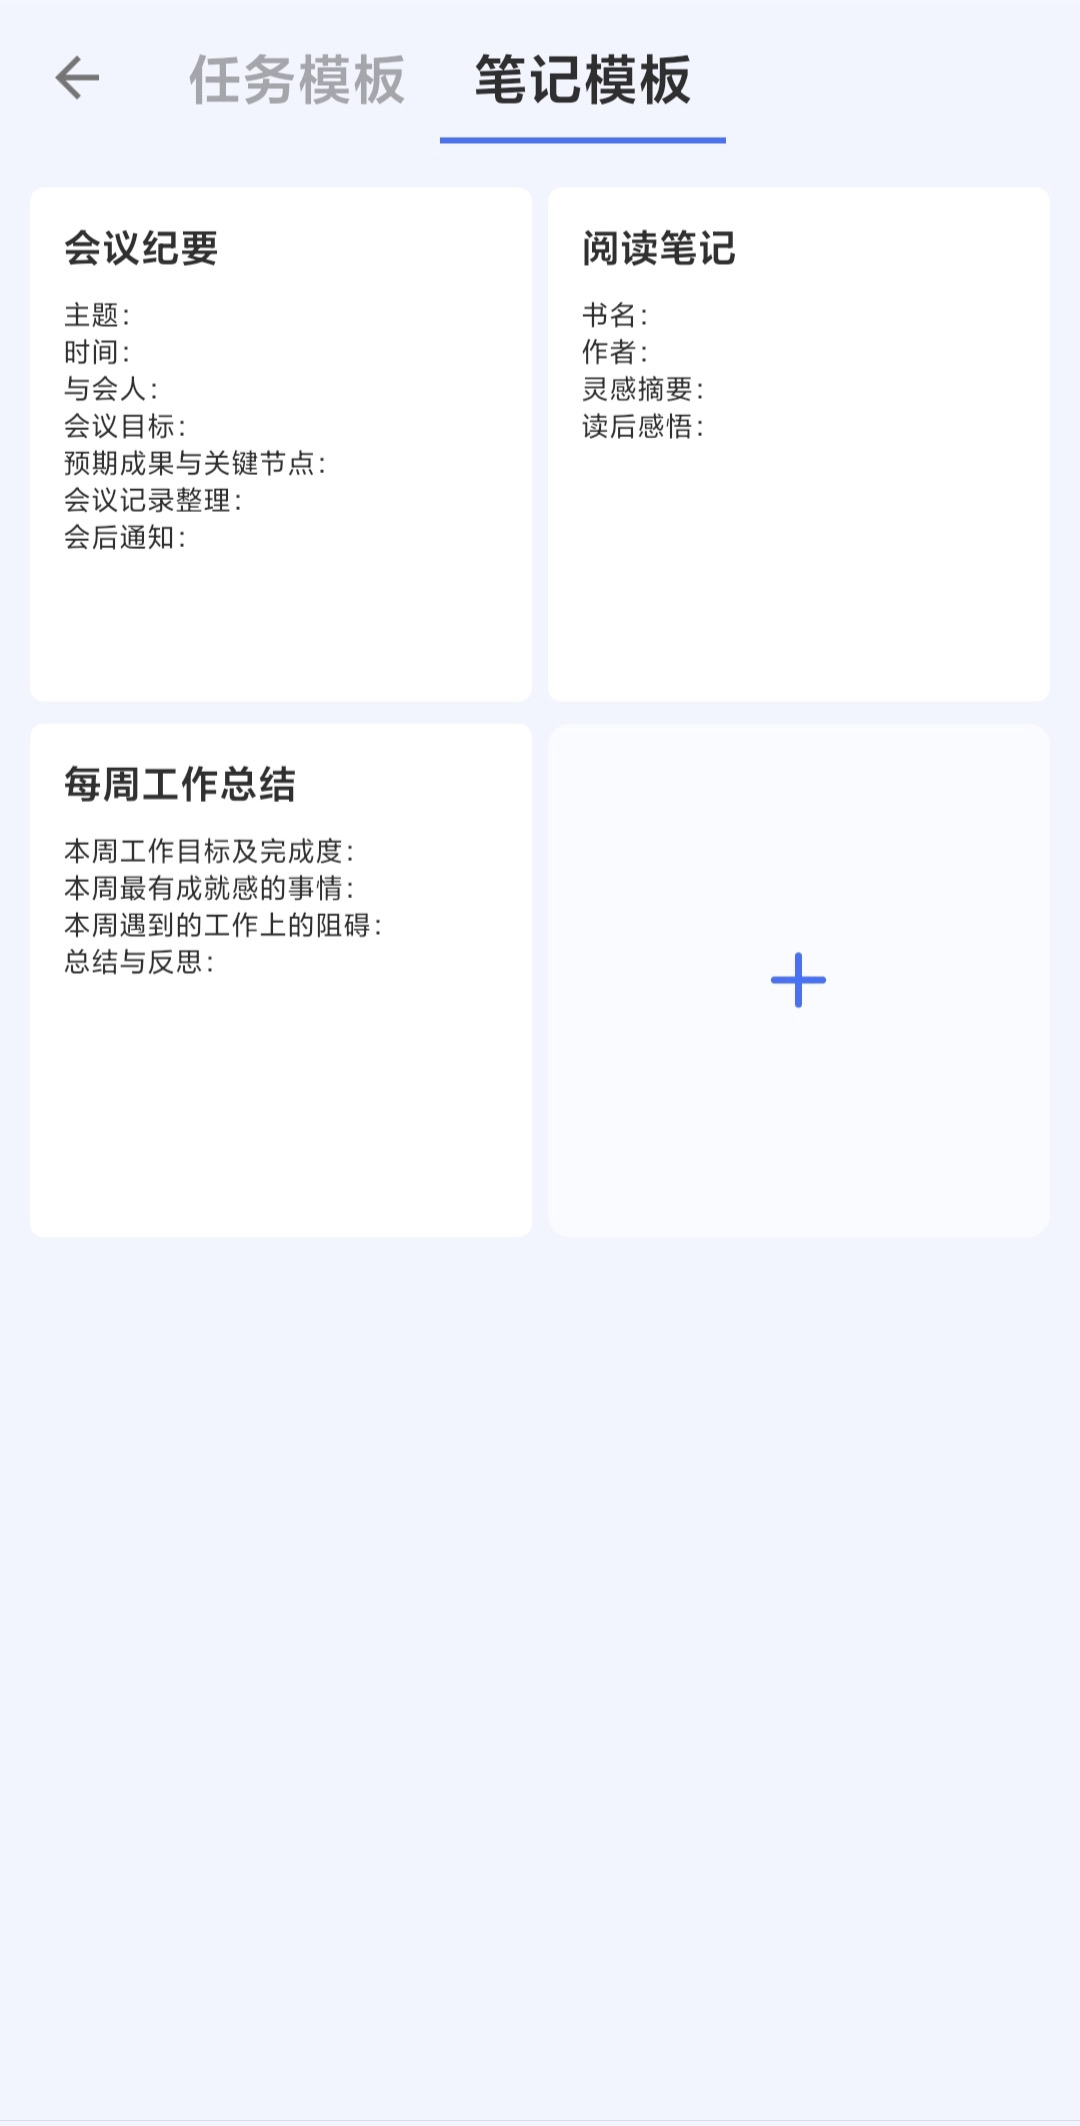 任务模板
笔记模板
会议纪要
主题：
时间：
与会人：
会议目标：
预期成果与关键节点：
会议记录整理：
会后通知：
阅读笔记
书名：
作者：
灵感摘要：
读后感悟：
每周工作总结
本周工作目标及完成度：
本周最有成就感的事情：
本周遇到的工作上的阻碍：
总结与反思：